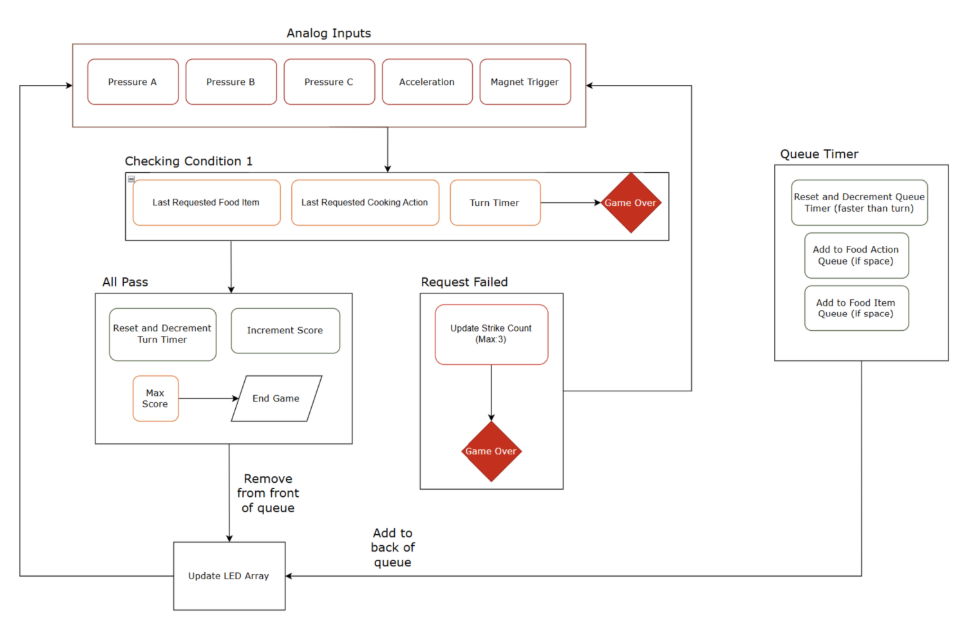 Analog Inputs
Pressure A
Pressure B
Pressure C
Acceleration
Magnet Trigger
Checking Condition 1
Last Requested Food Item
Last Requested Cooking Action
Turn Timer
Game Over
Queue Timer
Reset and Decrement Queue
Timer (faster than turn)
Add to Food Action
Queue (if space)
Add to Food Item
Queue (if space)
All Pass
Reset and Decrement
Turn Timer
Increment Score
Max
Score
End Game
Request Failed
Update Strike Count
(Max:3)
Game Over
Remove
from front
of queue
Add to
back of
queue
Update LED Array